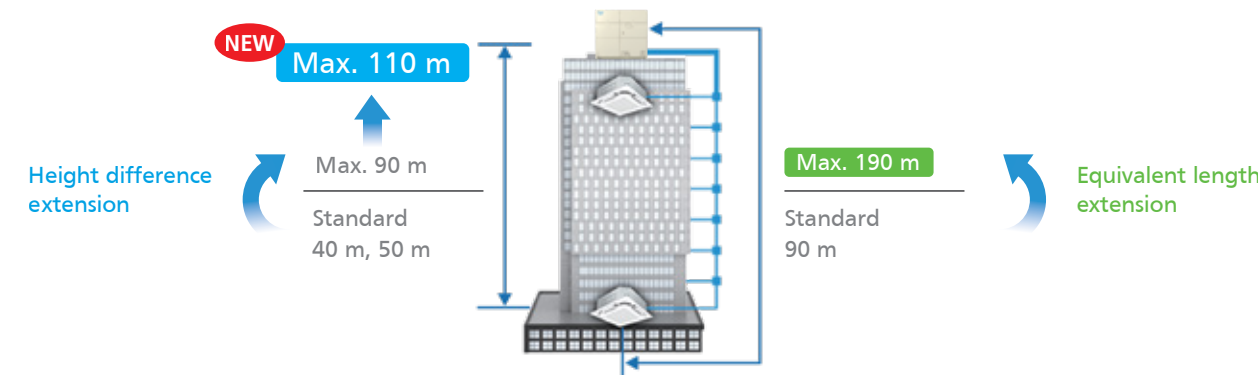 NEW
Max. 110 m
Max. 90 m
Height difference
extension
Standard
40 m, 50 m
Max. 190 m
Standard
90 m
Equivalent length
extension